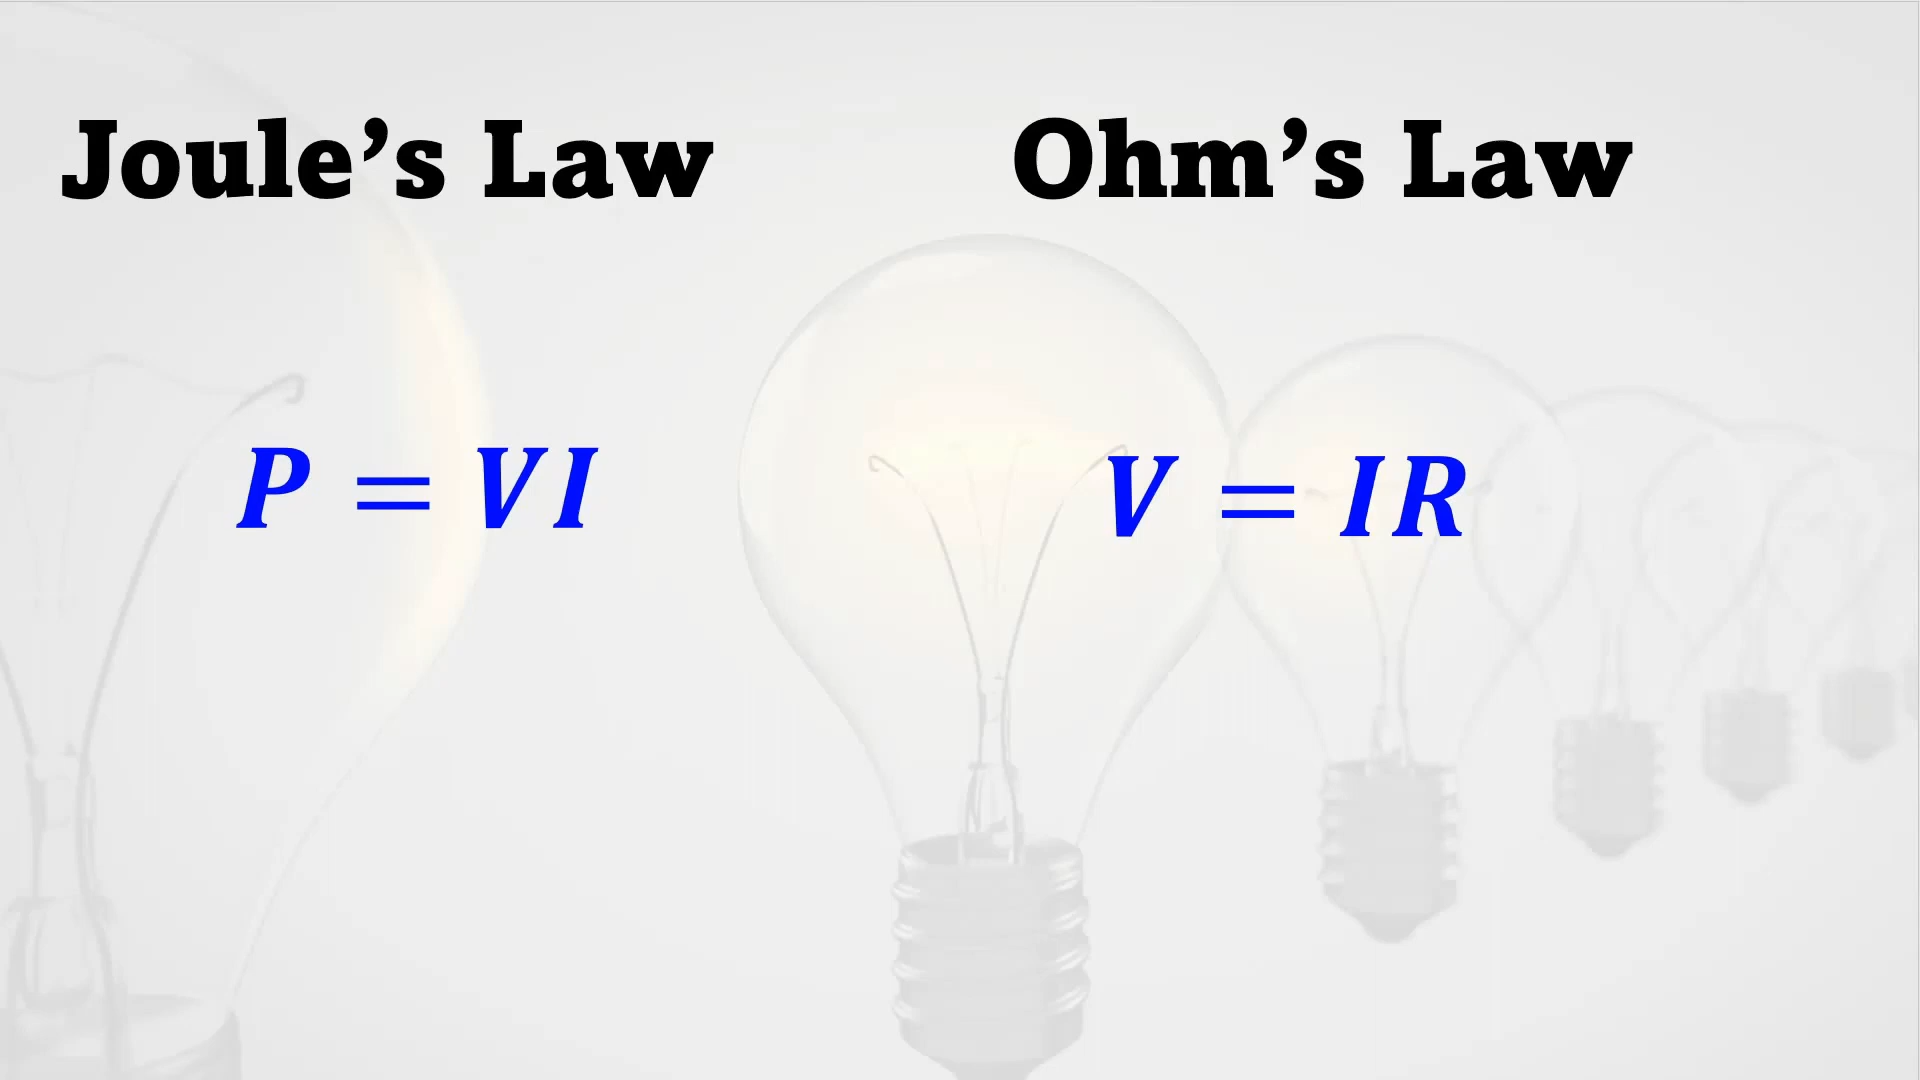 Joule’s Law
Ohm’s Law
P = VI
V = IR